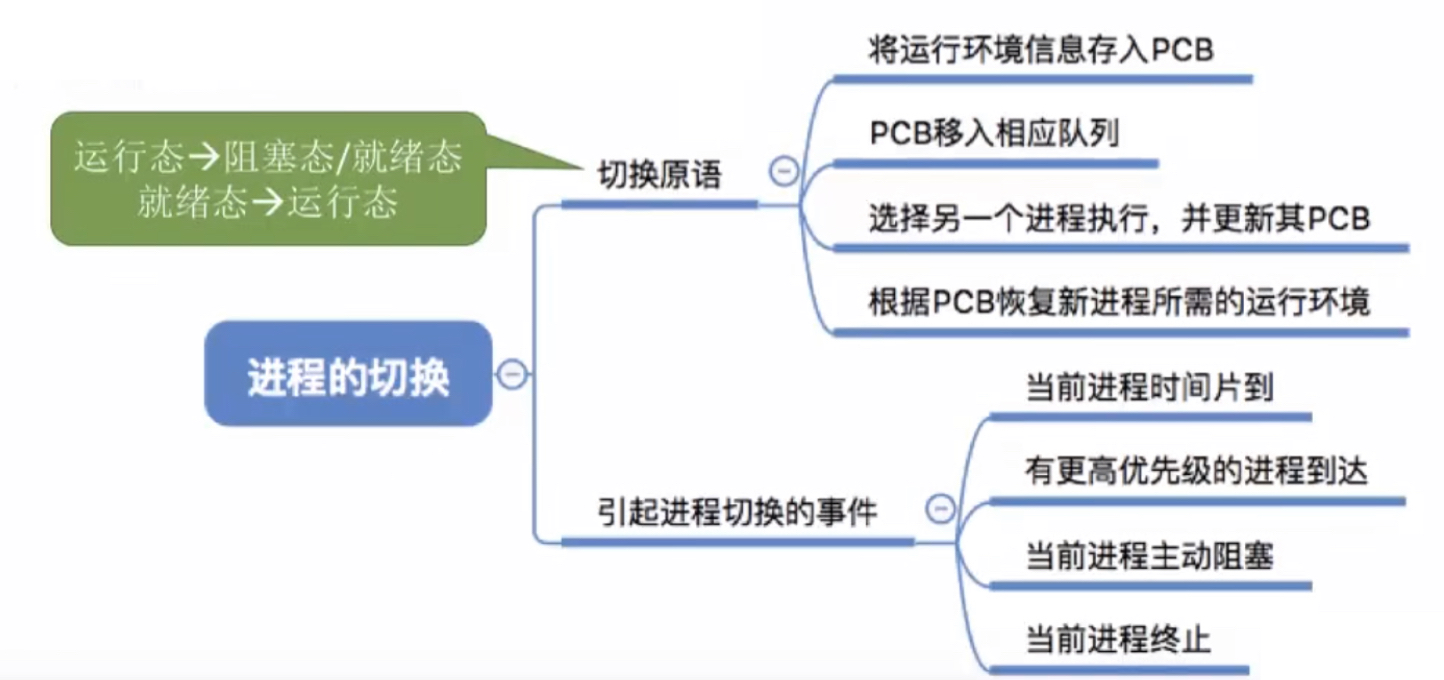 将运行环境信息存入PCB
PCB移入相应队列
运行态→阻塞态/就绪态
就绪态→运行态
切换原语
选择另一个进程执行，并更新其PCB
根据PCB恢复新进程所需的运行环境
进程的切换
当前进程时间片到
有更高优先级的进程到达
引起进程切换的事件
当前进程主动阻塞
当前进程终止